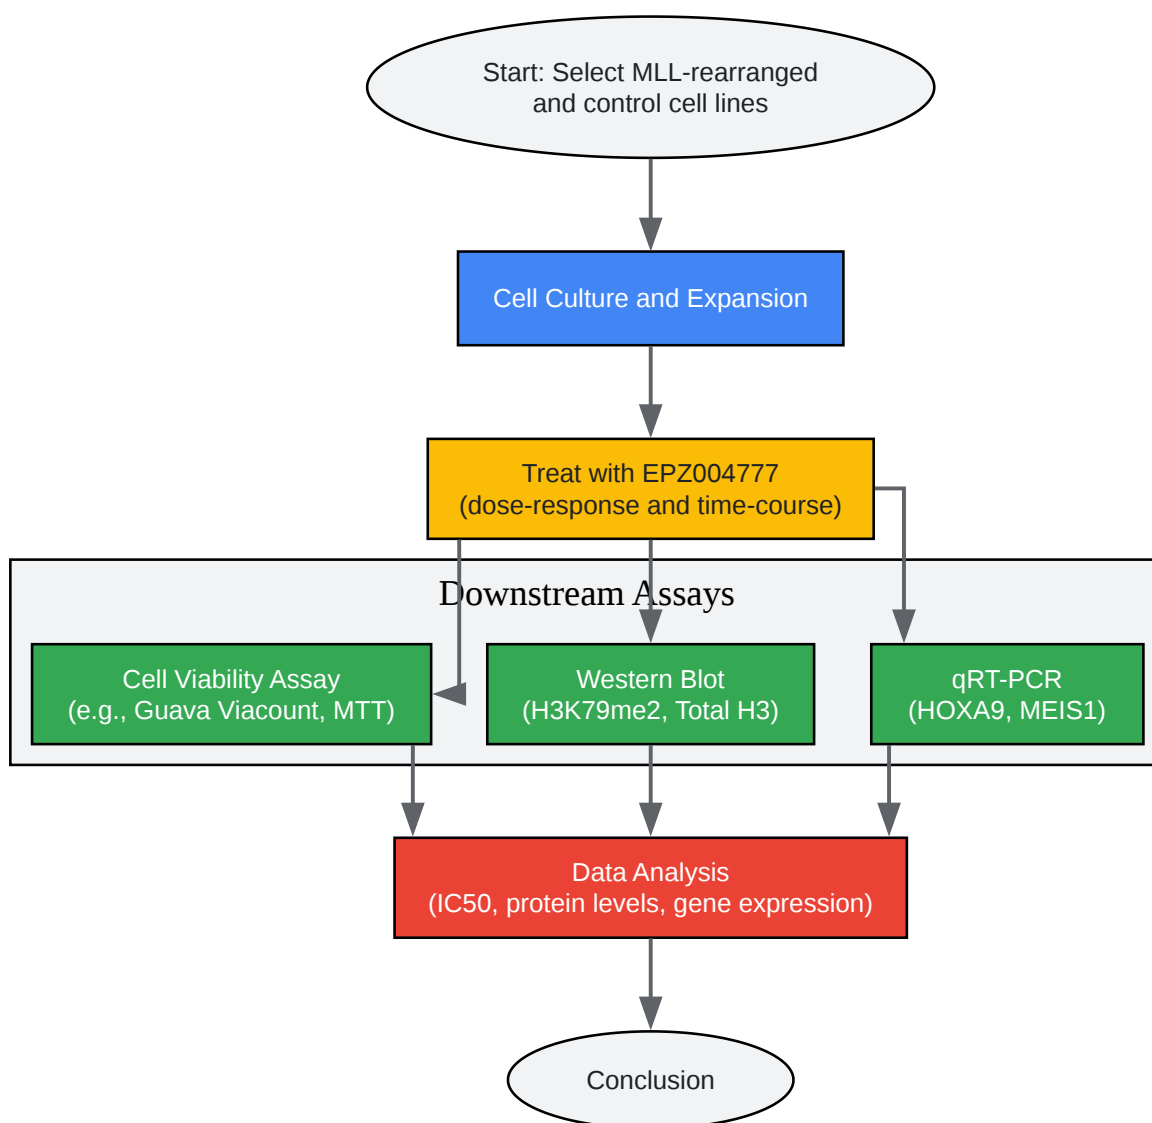 Start: Select MLL-rearranged
and control cell lines
Cell Culture and Expansion
Treat with EPZ004777
(dose-response and time-course)
Downstream Assays
Cell Viability Assay
(e.g., Guava Viacount, MTT)
Western Blot
(H3K79me2, Total H3)
qRT-PCR
(HOXA9, MEIS1)
Data Analysis
(IC50, protein levels, gene expression)
Conclusion